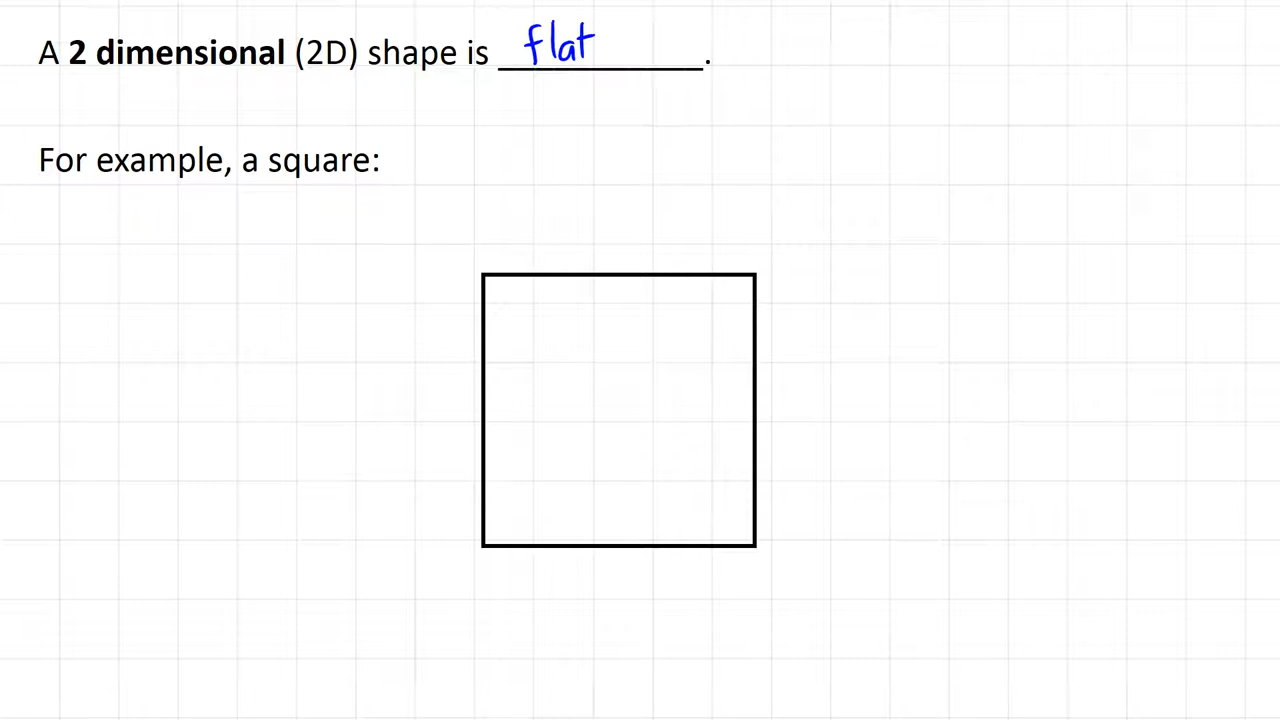 A 2 dimensional (2D) shape is flat.
For example, a square: